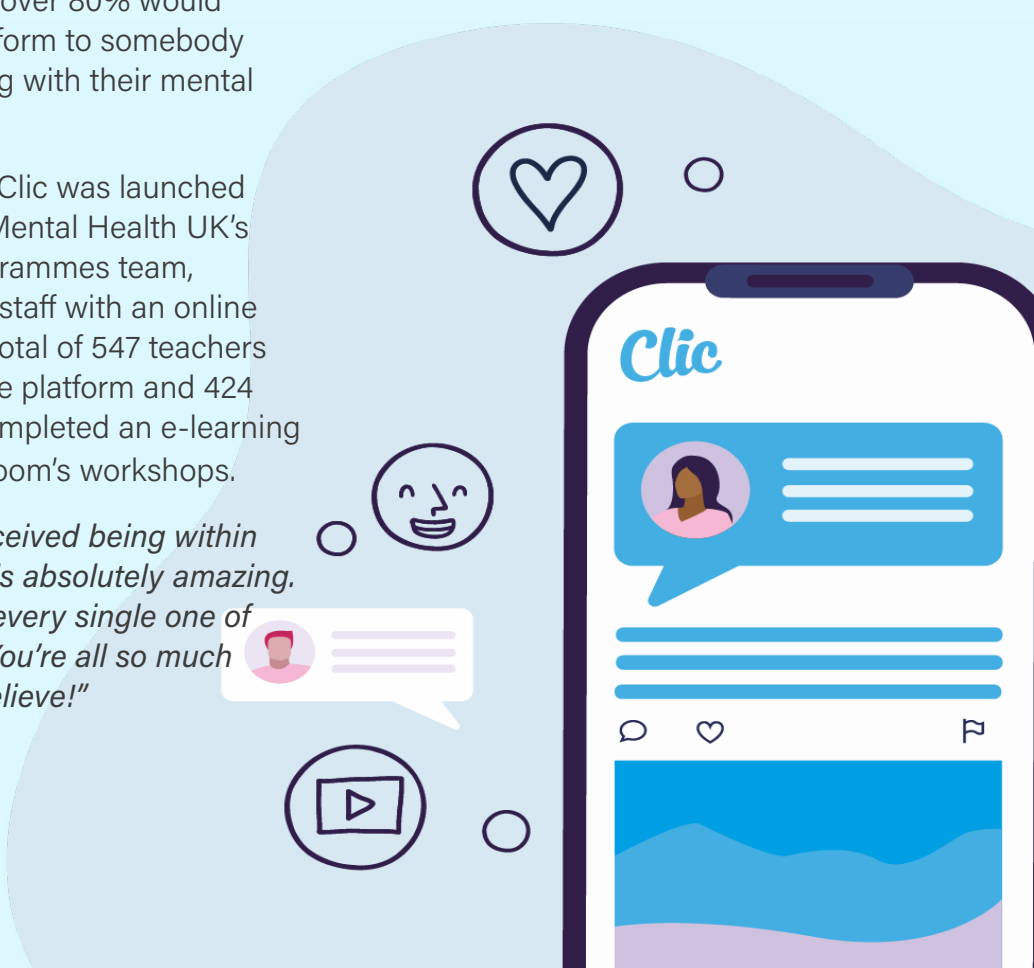 over 80% would
form to somebody
g with their mental
Clic was launched
Mental Health UK’s
rammes team,
staff with an online
otal of 547 teachers
e platform and 424
mpleted an e-learning
oom’s workshops.
ceived being within
s absolutely amazing.
every single one of
You’re all so much
elieve!”
Clic